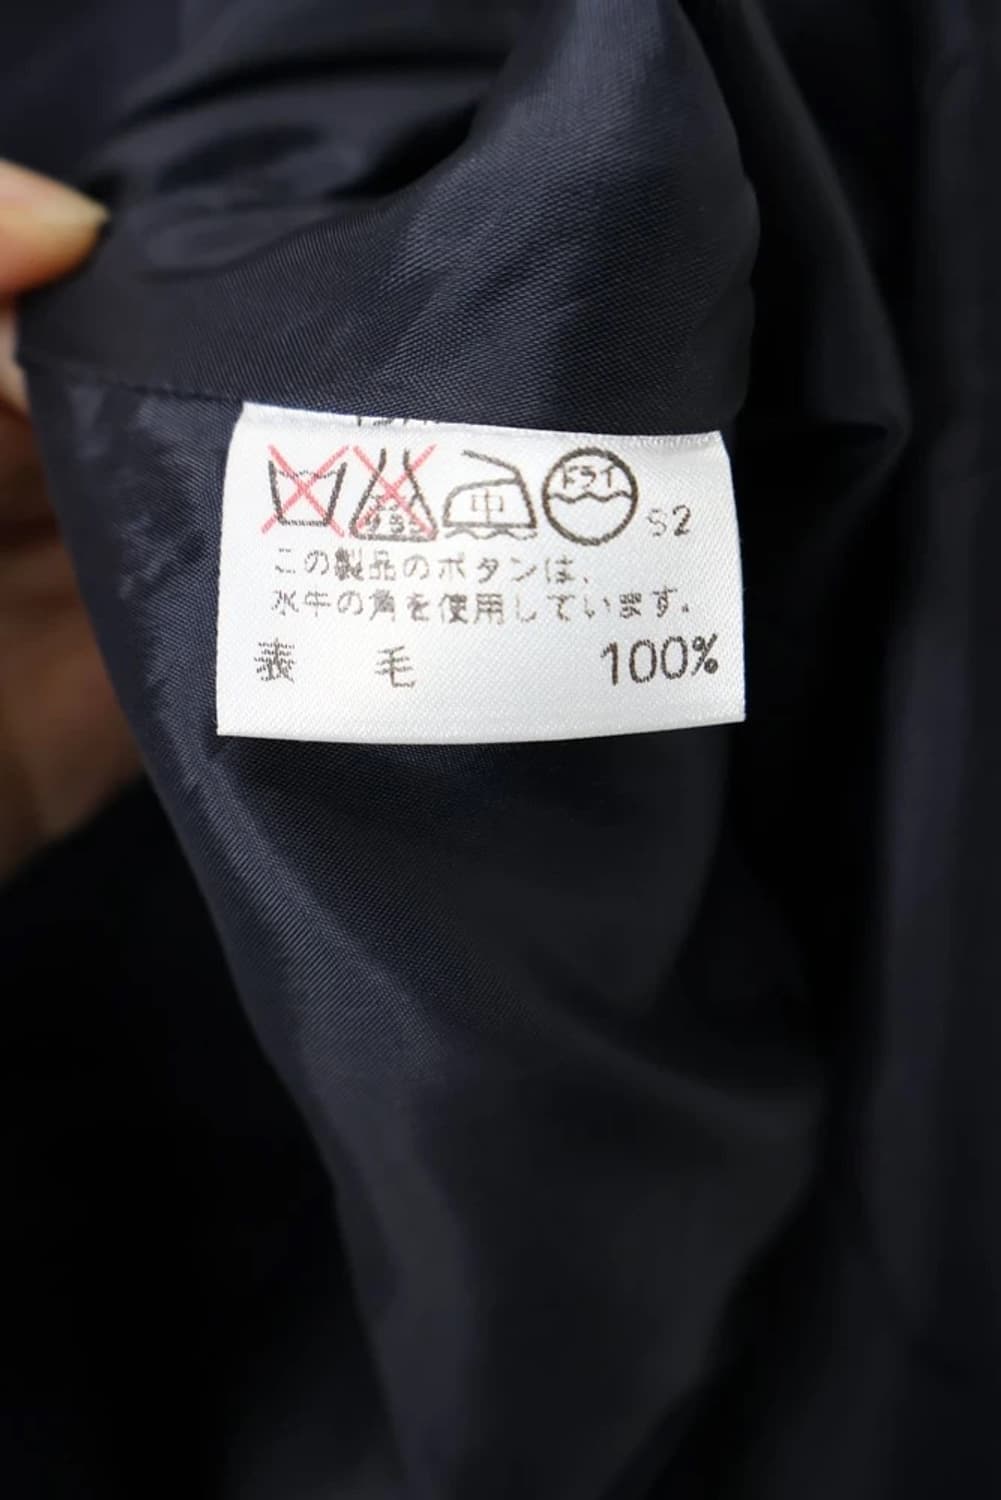 中 ドライ S2
この製品のボタンは、
水牛の角を使用しています。
表 毛 100%